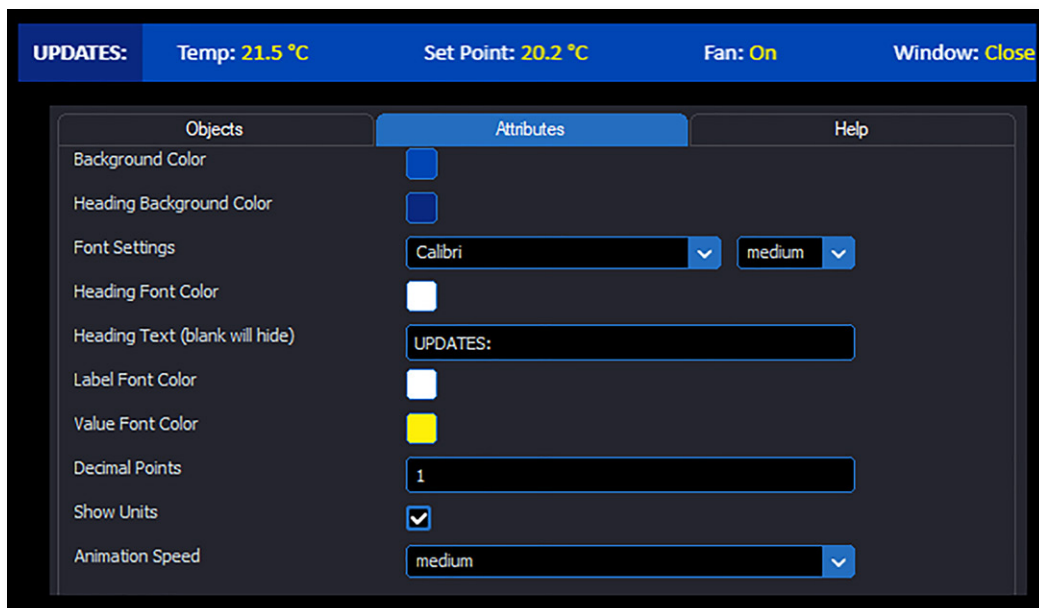 UPDATES: Temp: 21.5 °C Set Point: 20.2 °C Fan: On Window: Close
Objects Attributes Help
Background Color
Heading Background Color
Font Settings Calibri medium
Heading Font Color
Heading Text (blank will hide) UPDATES:
Label Font Color
Value Font Color
Decimal Points 1
Show Units
Animation Speed medium